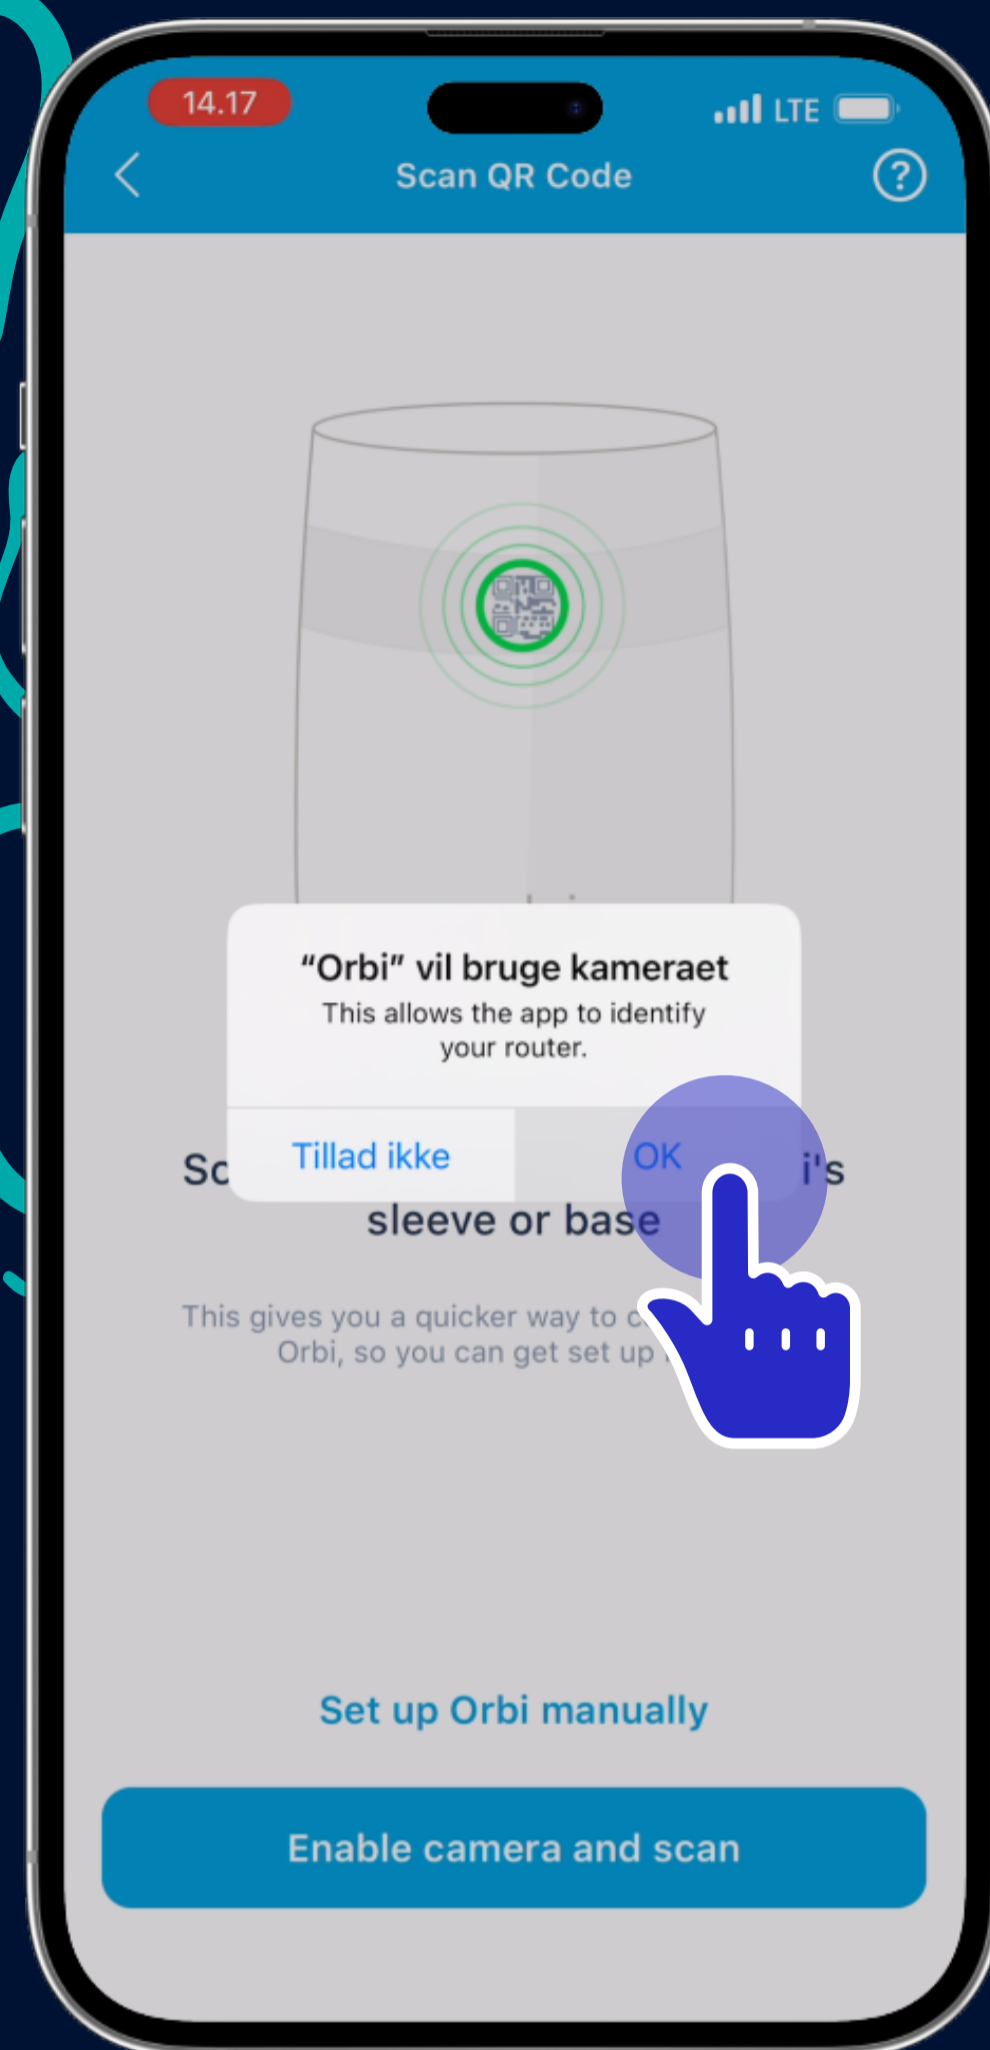 14.17
LTE
Scan QR Code
?
“Orbi” vil bruge kameraet
This allows the app to identify
your router.
Tillad ikke
OK
i's
sleeve or base
This gives you a quicker way to
Orbi, so you can get set up
Set up Orbi manually
Enable camera and scan